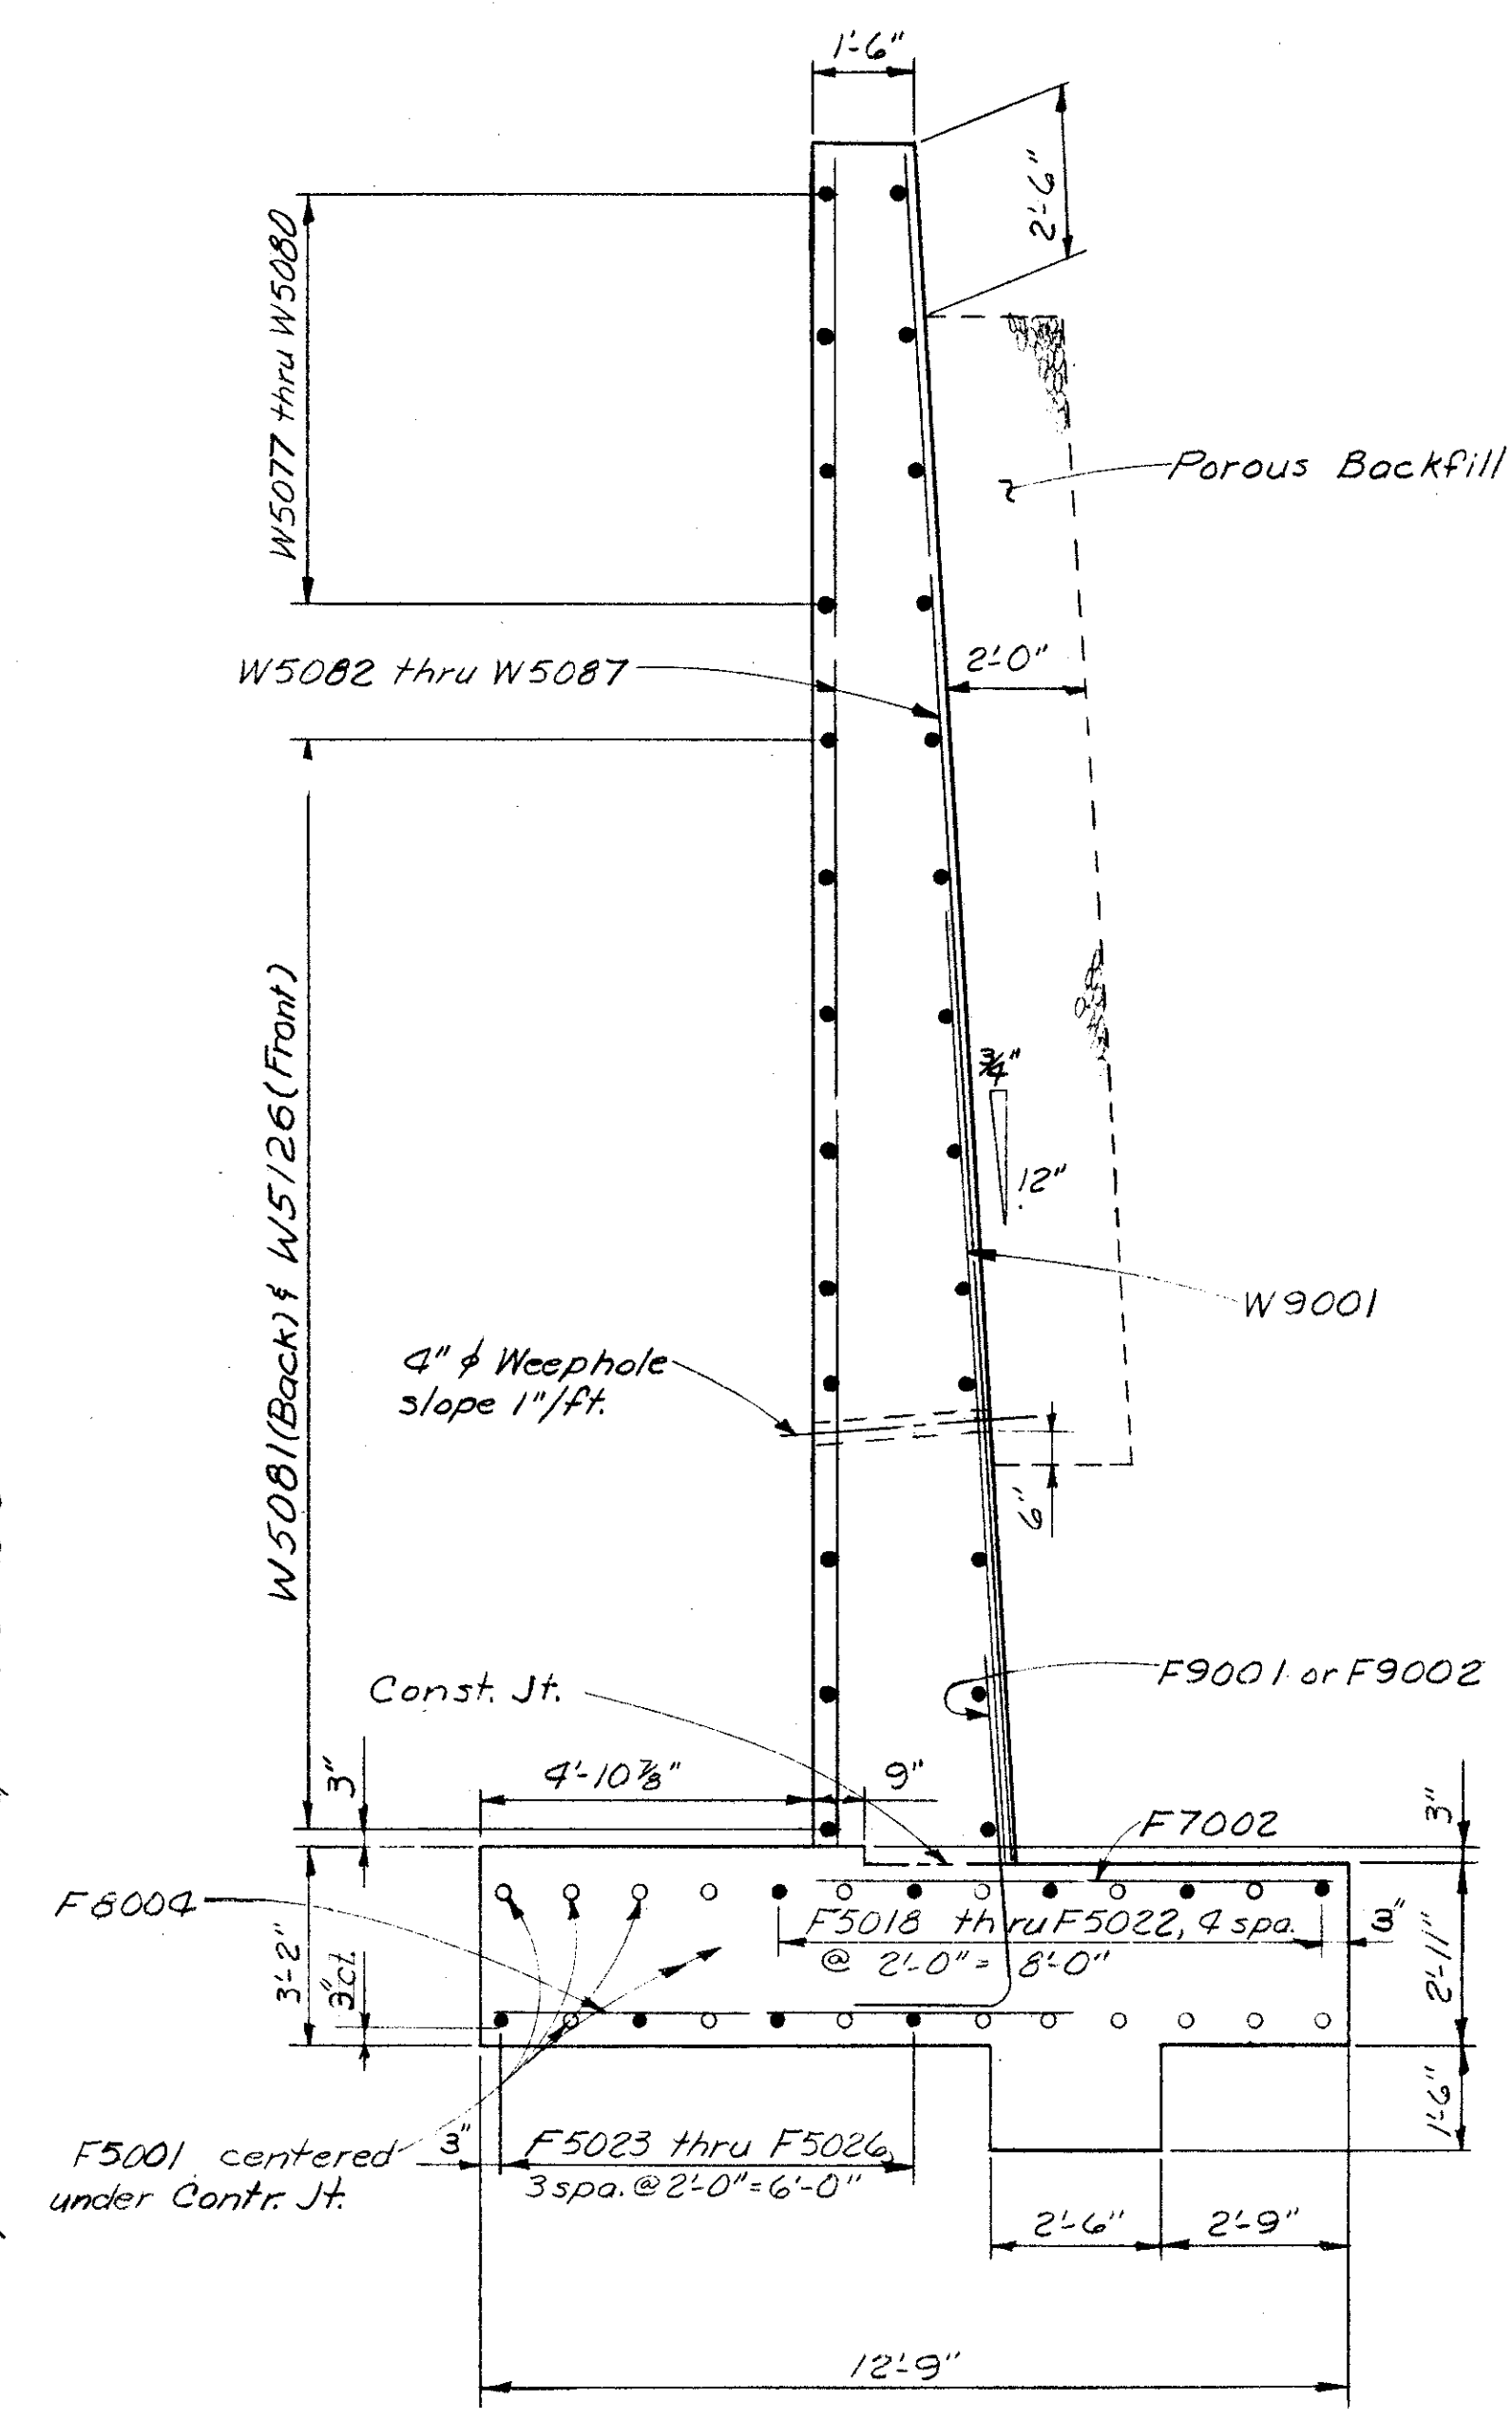 1'-6"
2'-6"
W5077 thru W5080
Porous Backfill
W5082 thru W5087
2'-0"
W5081(Back) & W5126(Front)
3/4"
12"
W9001
4" ϕ Weephole
slope 1"/ft.
6"
F9001 or F9002
Const. Jt.
3"
4'-10 7/8"
9"
3"
F7002
F8004
F5018 thru F5022, 4 spa.
@ 2'-0" = 8'-0"
3"
3'-2"
3"ct.
2'-11"
1'-6"
F5001 centered
under Contr. Jt.
3"
F5023 thru F5026,
3 spa. @ 2'-0" = 6'-0"
2'-6"
2'-9"
12'-9"